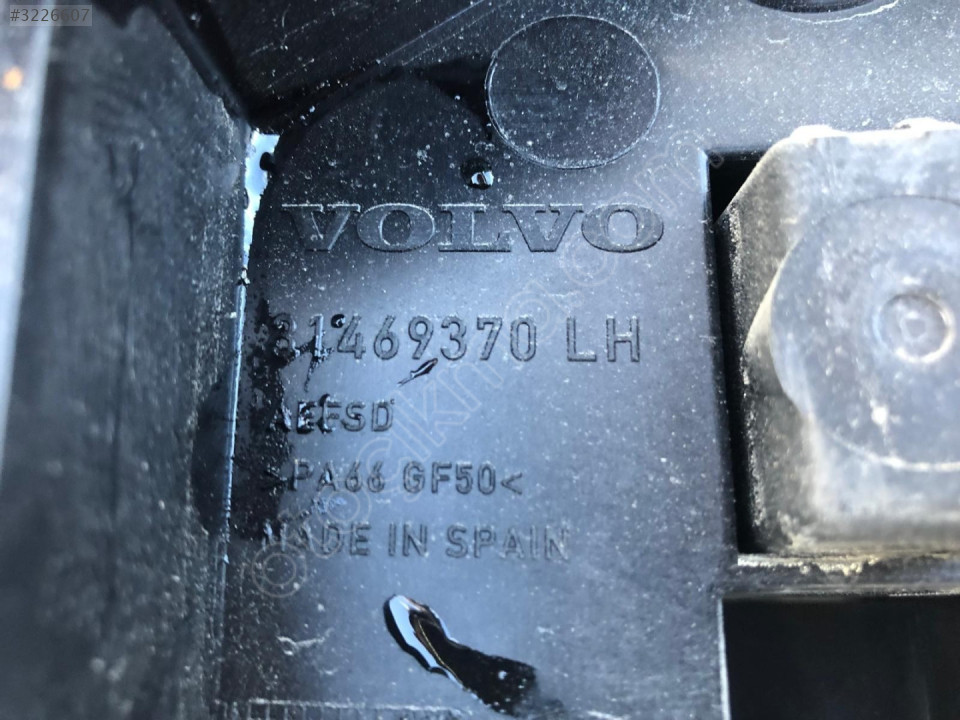 #3226607
VOLVO
31469370 LH
AEFSD
>PA66 GF50<
MADE IN SPAIN